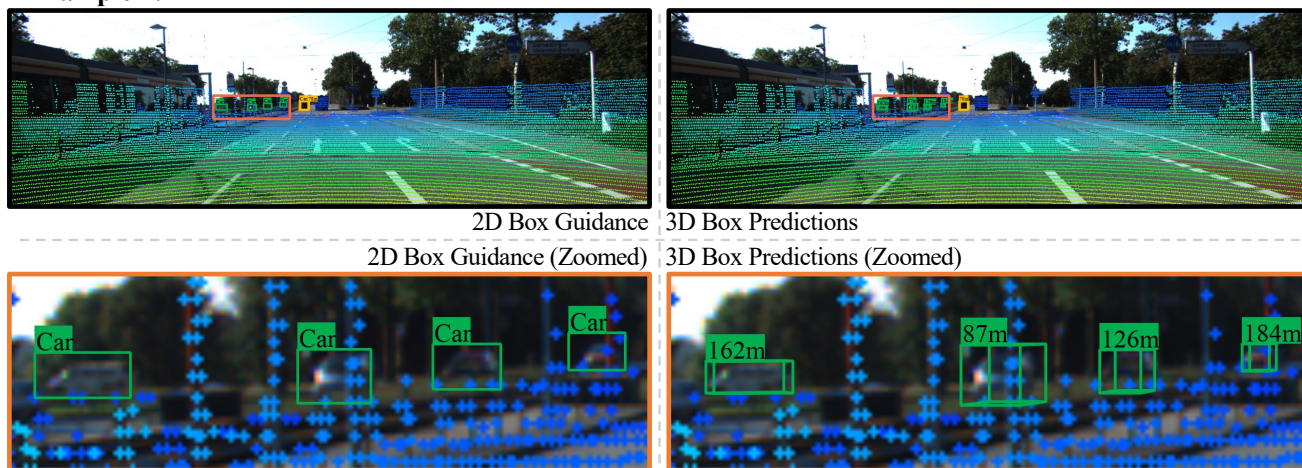 2D Box Guidance
3D Box Predictions
2D Box Guidance (Zoomed)
3D Box Predictions (Zoomed)
Car
Car
Car
Car
162m
87m
126m
184m